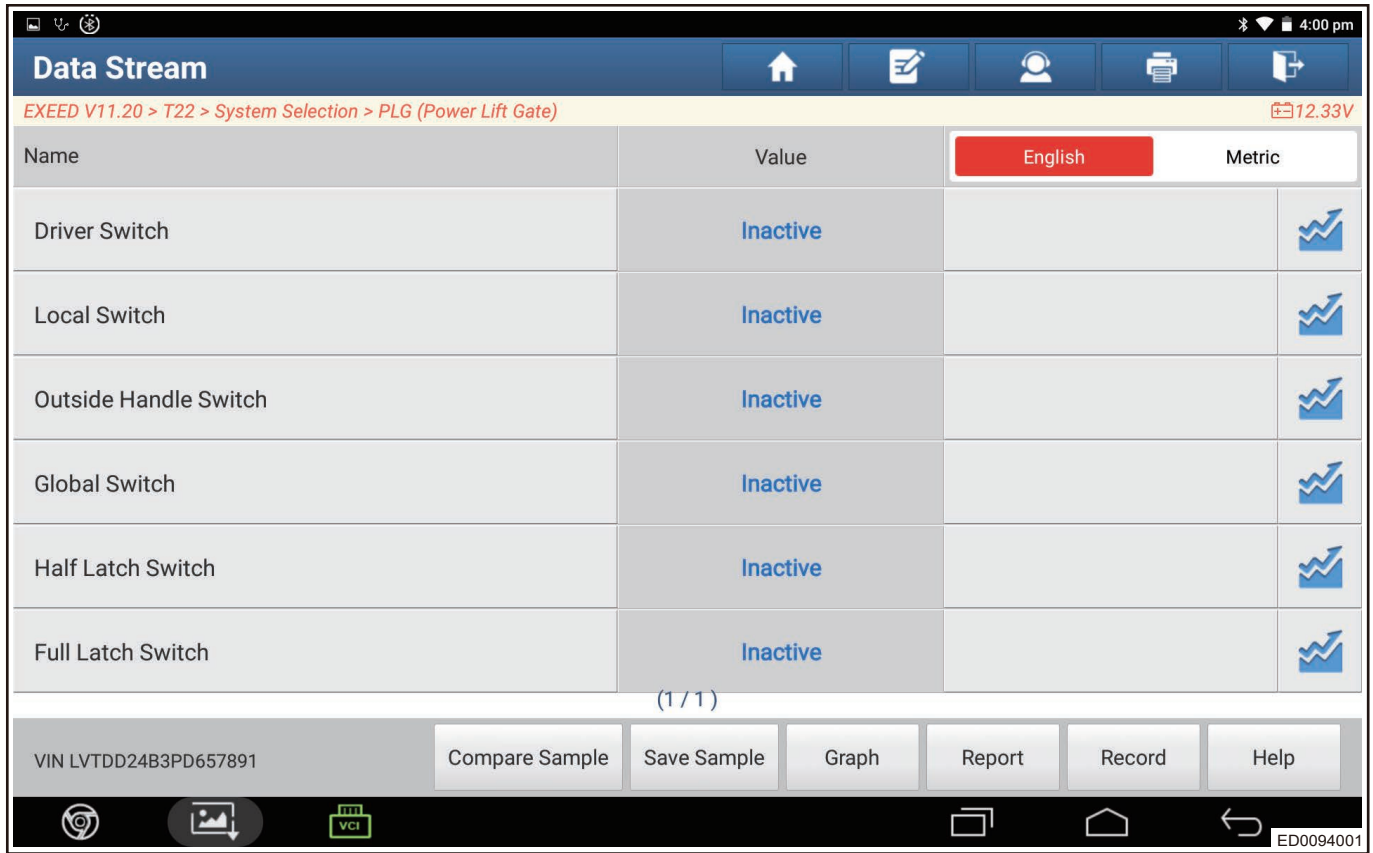 4:00 pm
Data Stream
EXEED V11.20 > T22 > System Selection > PLG (Power Lift Gate)
12.33V
Name Value English Metric
Driver Switch Inactive
Local Switch Inactive
Outside Handle Switch Inactive
Global Switch Inactive
Half Latch Switch Inactive
Full Latch Switch Inactive
(1 / 1)
VIN LVTDD24B3PD657891 Compare Sample Save Sample Graph Report Record Help
VCI
ED0094001